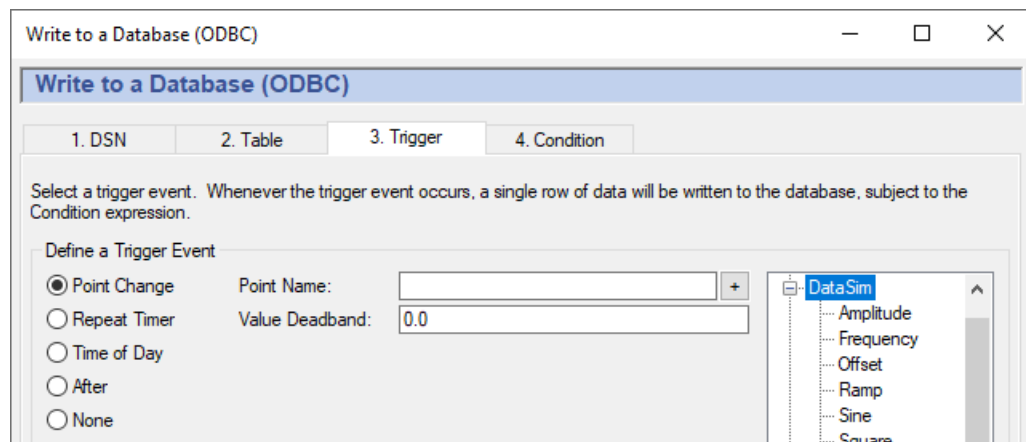 Write to a Database (ODBC)
Write to a Database (ODBC)
1. DSN 2. Table 3. Trigger 4. Condition
Select a trigger event. Whenever the trigger event occurs, a single row of data will be written to the database, subject to the
Condition expression.
Define a Trigger Event
Point Change Point Name: + DataSim
Amplitude
Repeat Timer Value Deadband: 0.0
Frequency
Time of Day
Offset
After
Ramp
None
Sine
Square